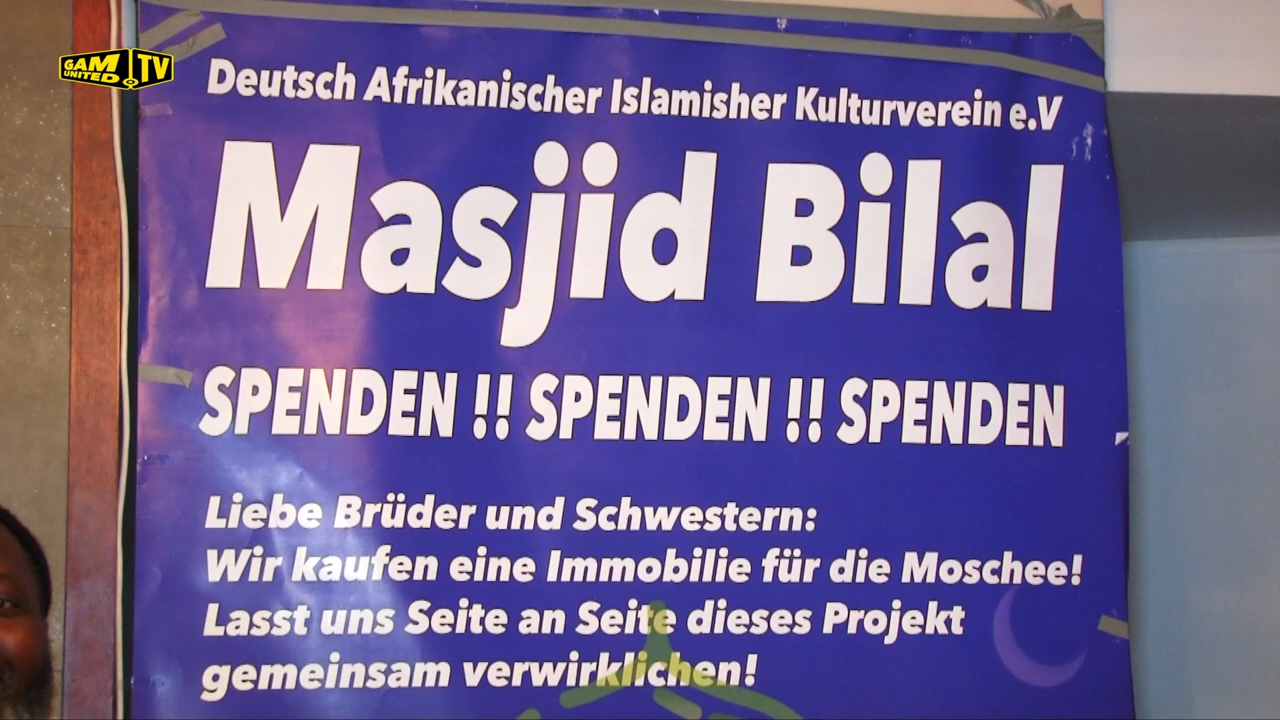 GAM UNITED TV
Deutsch Afrikanischer Islamisher Kulturverein e.V
Masjid Bilal
SPENDEN !! SPENDEN !! SPENDEN
Liebe Brüder und Schwestern:
Wir kaufen eine Immobilie für die Moschee!
Lasst uns Seite an Seite dieses Projekt
gemeinsam verwirklichen!